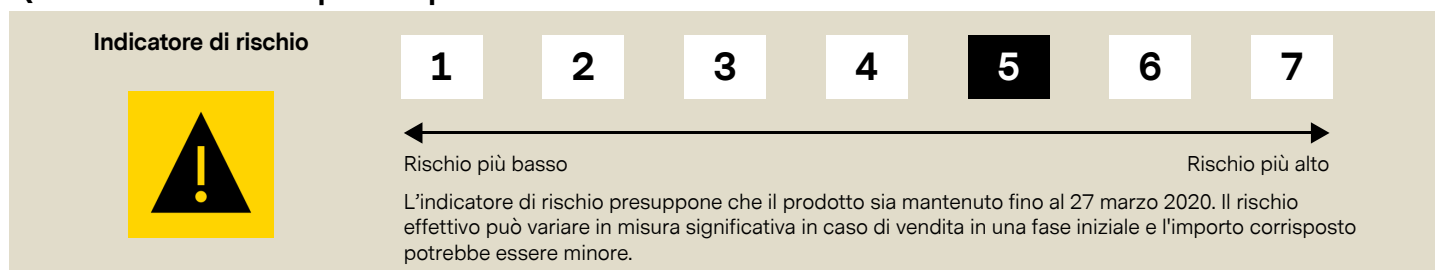 Indicatore di rischio
1 2 3 4 5 6 7
Rischio più basso Rischio più alto
L’indicatore di rischio presuppone che il prodotto sia mantenuto fino al 27 marzo 2020. Il rischio
effettivo può variare in misura significativa in caso di vendita in una fase iniziale e l'importo corrisposto
potrebbe essere minore.